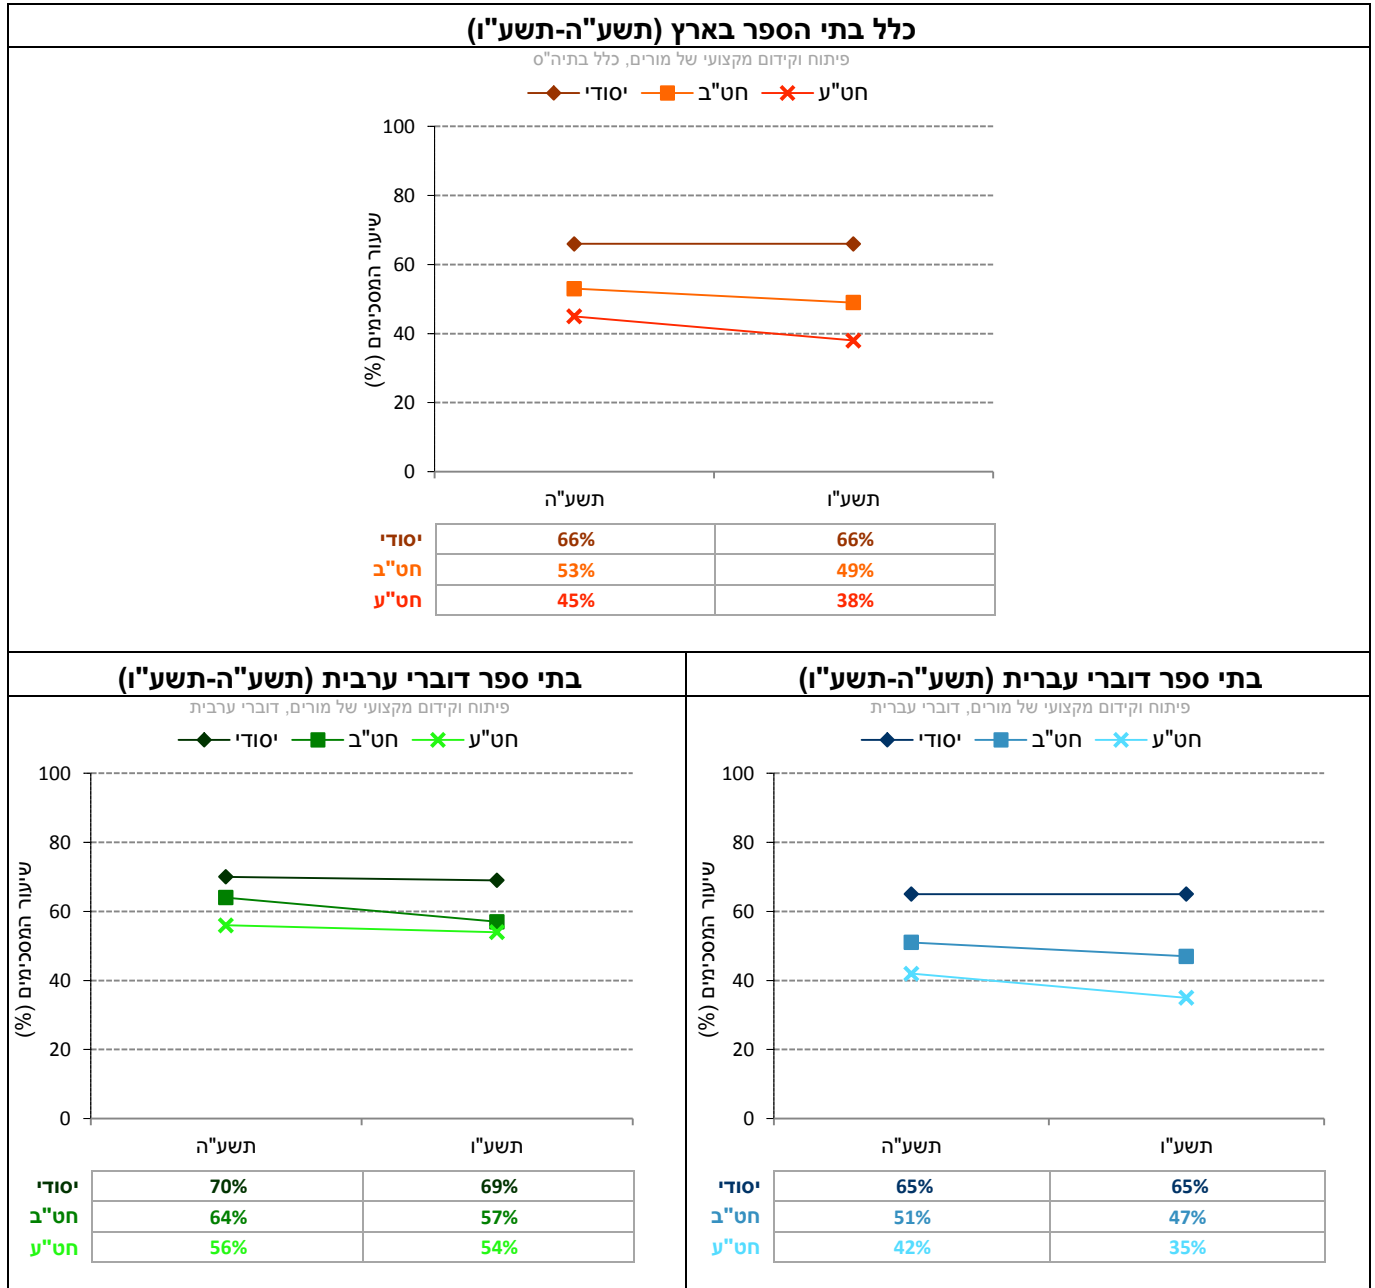 כלל בתי הספר בארץ (תשע"ה-תשע"ו)
פיתוח וקידום מקצועי של מורים, כלל בתיה"ס
יסודי חט"ב חט"ע
שיעור המסכימים (%)
100
80
60
40
20
0
תשע"ה תשע"ו
יסודי 66% 66%
חט"ב 53% 49%
חט"ע 45% 38%
בתי ספר דוברי עברית (תשע"ה-תשע"ו)
פיתוח וקידום מקצועי של מורים, דוברי עברית
יסודי חט"ב חט"ע
שיעור המסכימים (%)
100
80
60
40
20
0
תשע"ה תשע"ו
יסודי 65% 65%
חט"ב 51% 47%
חט"ע 42% 35%
בתי ספר דוברי ערבית (תשע"ה-תשע"ו)
פיתוח וקידום מקצועי של מורים, דוברי ערבית
יסודי חט"ב חט"ע
שיעור המסכימים (%)
100
80
60
40
20
0
תשע"ה תשע"ו
יסודי 70% 69%
חט"ב 64% 57%
חט"ע 56% 54%